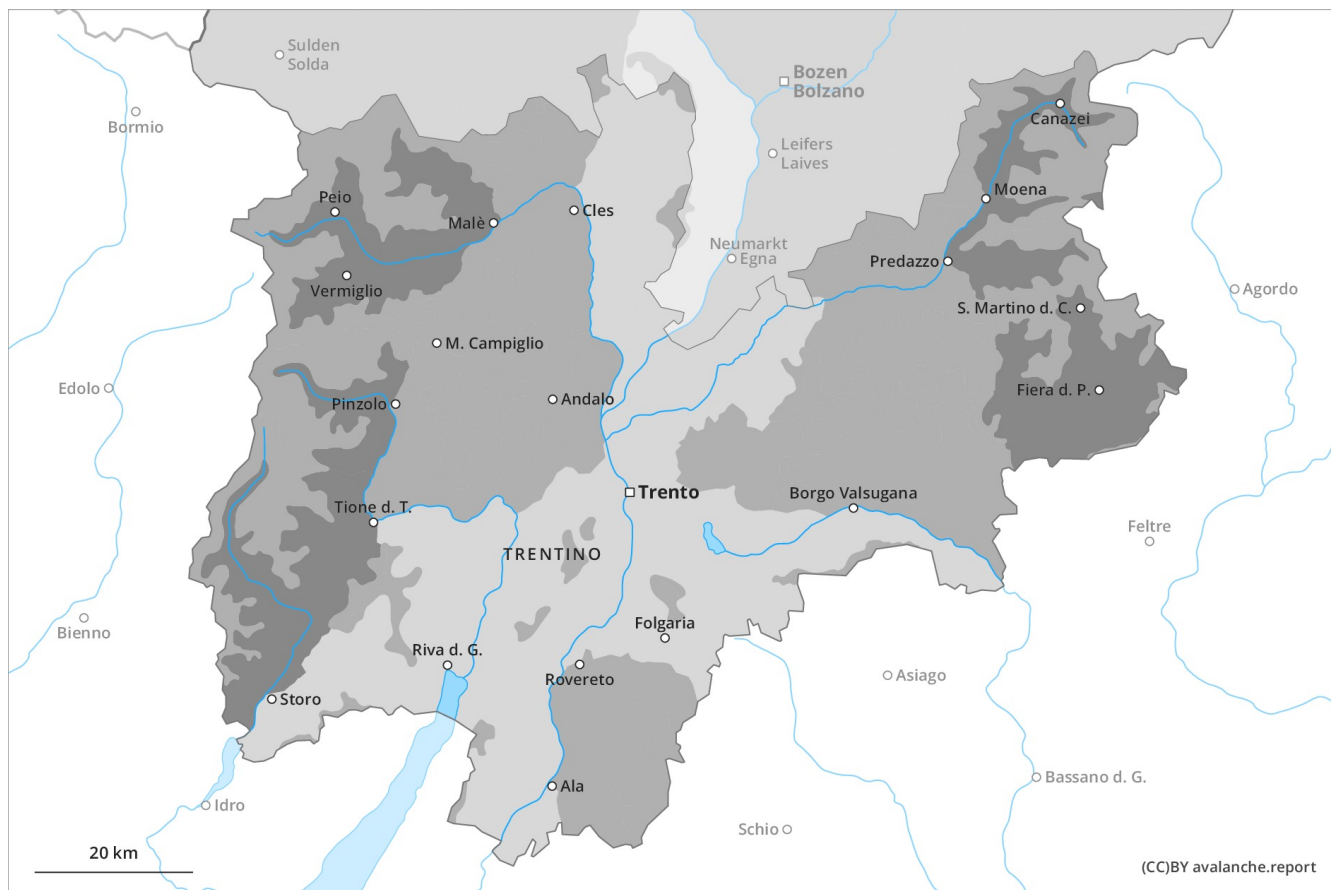 Sulden
Solda
Bozen
Bolzano
Bormio
Canazei
Leifers
Laives
Peio
Moena
Malè
Cles
Neumarkt
Egna
Predazzo
Vermiglio
Agordo
S. Martino d. C.
M. Campiglio
Edolo
Andalo
Fiera d. P.
Pinzolo
Trento
Borgo Valsugana
Tione d. T.
Feltre
TRENTINO
Bienno
Folgaria
Riva d. G.
Rovereto
Asiago
Storo
Bassano d. G.
Ala
Idro
Schio
20 km
(CC)BY avalanche.report